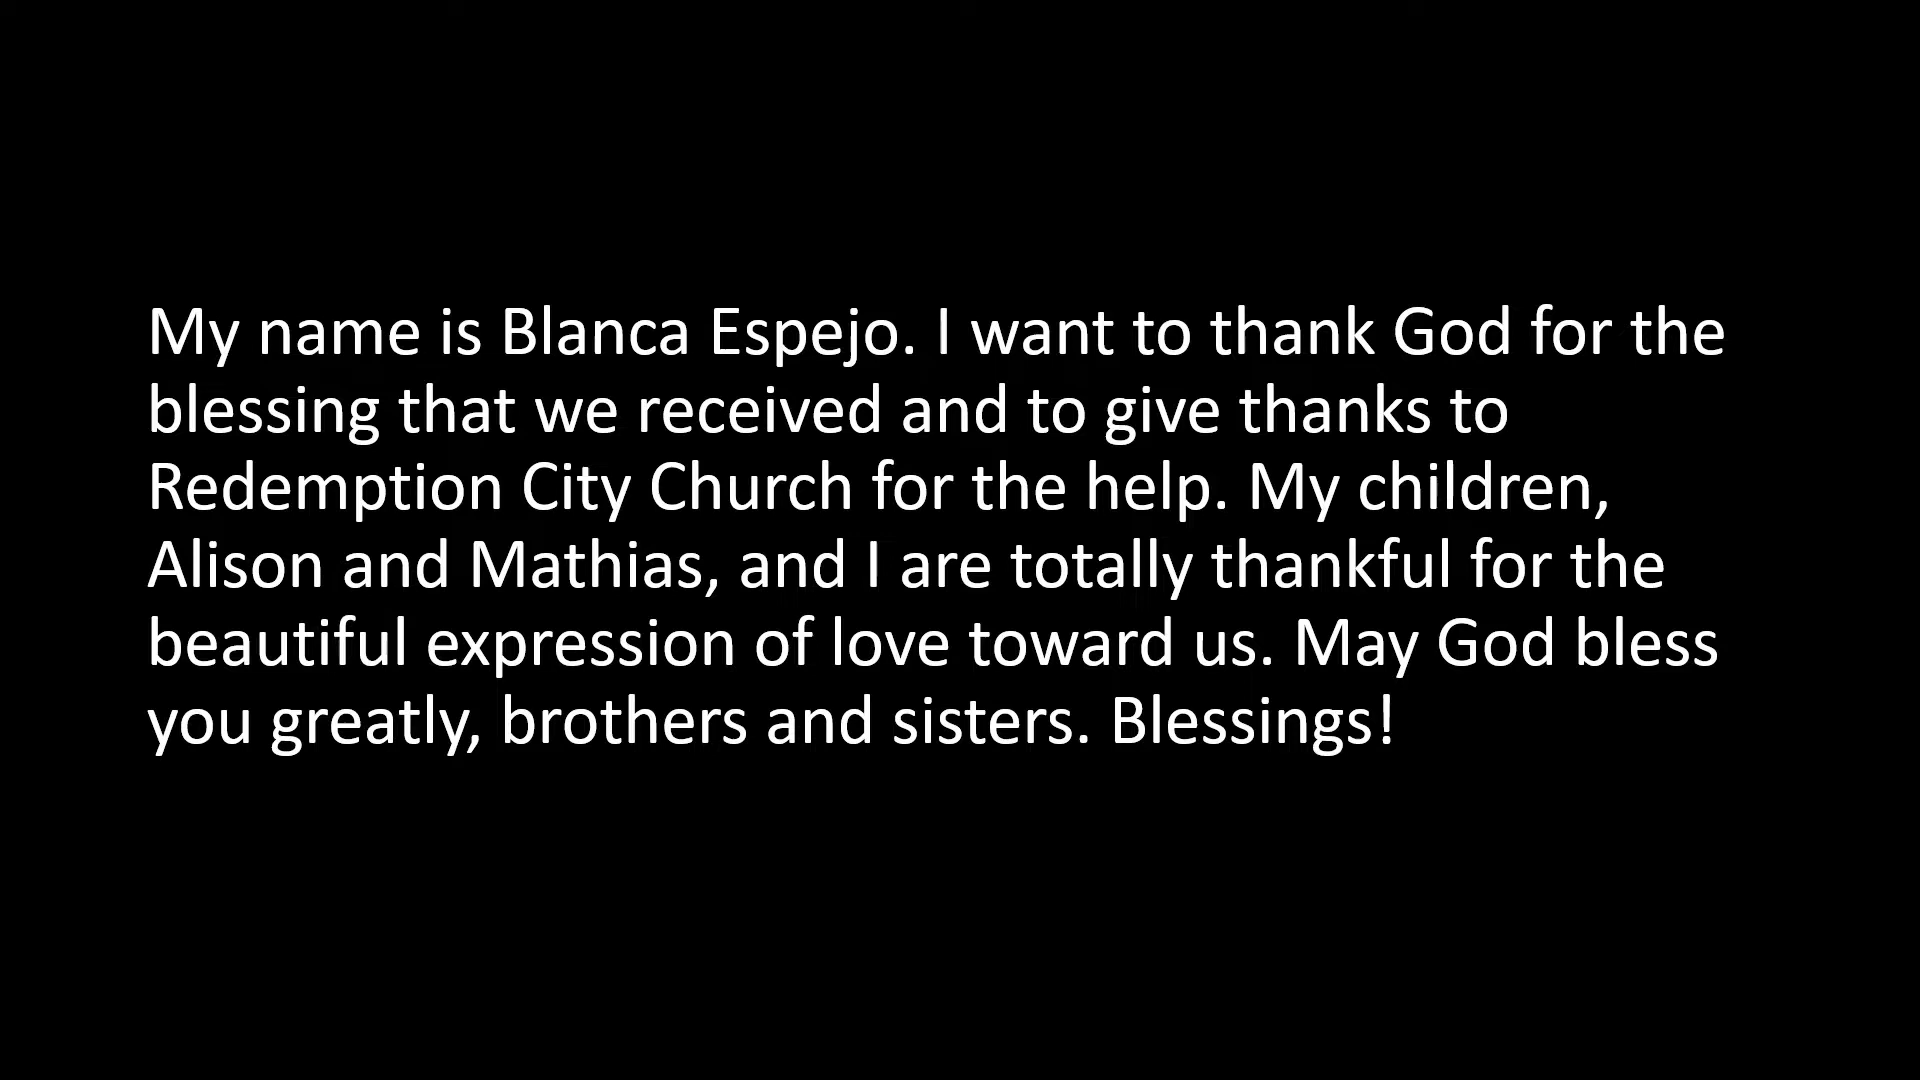 My name is Blanca Espejo. I want to thank God for the
blessing that we received and to give thanks to
Redemption City Church for the help. My children,
Alison and Mathias, and I are totally thankful for the
beautiful expression of love toward us. May God bless
you greatly, brothers and sisters. Blessings!